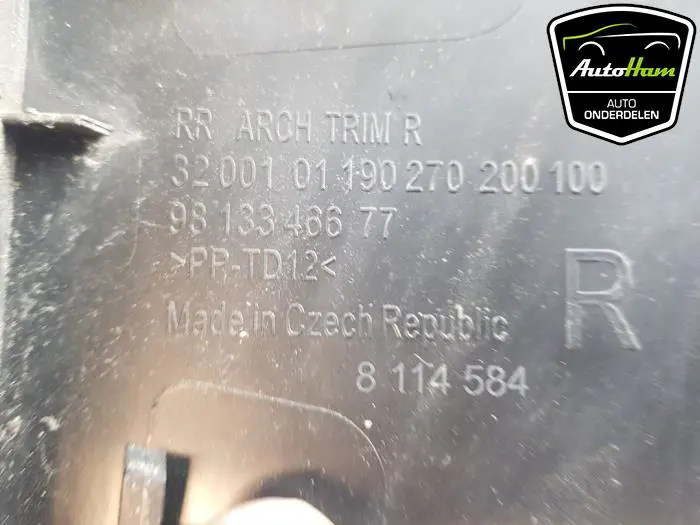 AutoHam
AUTO
ONDERDELEN
RR ARCH TRIM R
32 001 01 190 270 200 100
98 133 466 77
>PP-TD12<
Made in Czech Republic
R
8 114 584